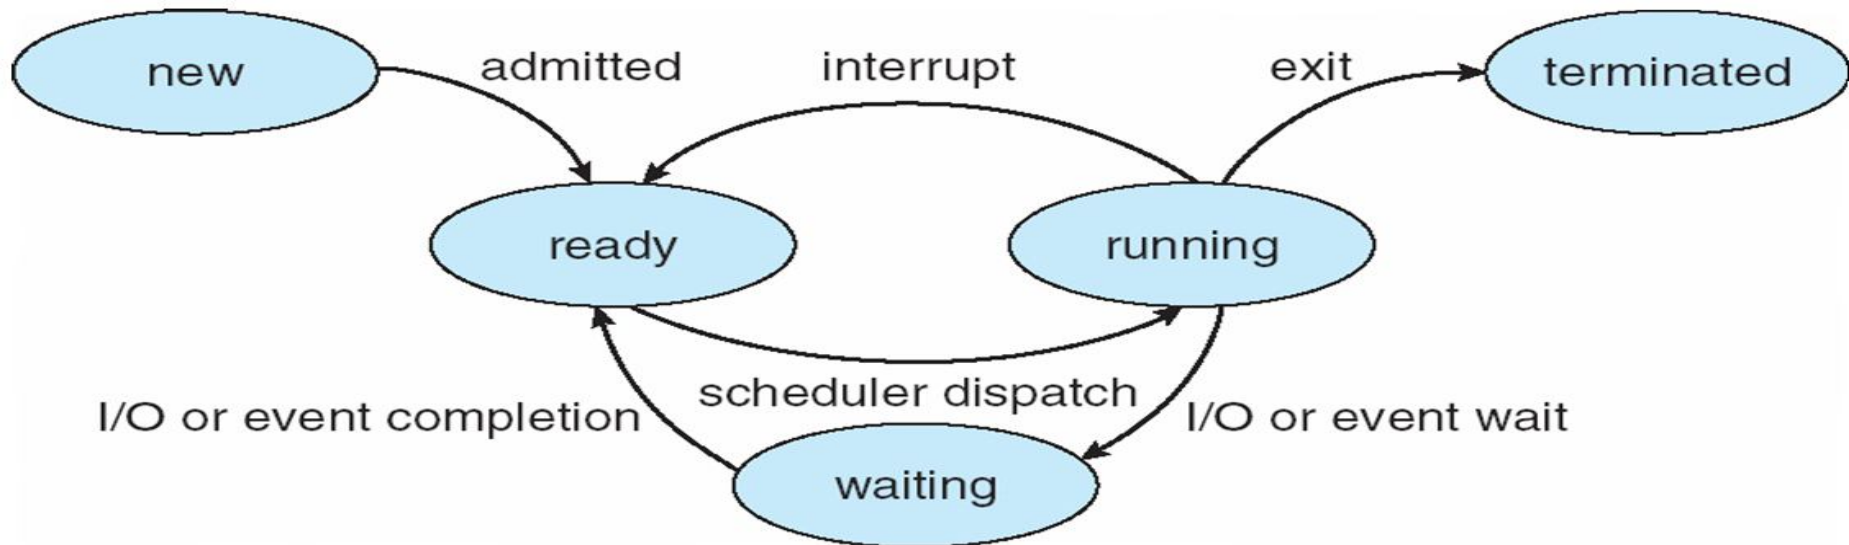 new
admitted
interrupt
exit
terminated
ready
running
scheduler dispatch
I/O or event completion
I/O or event wait
waiting